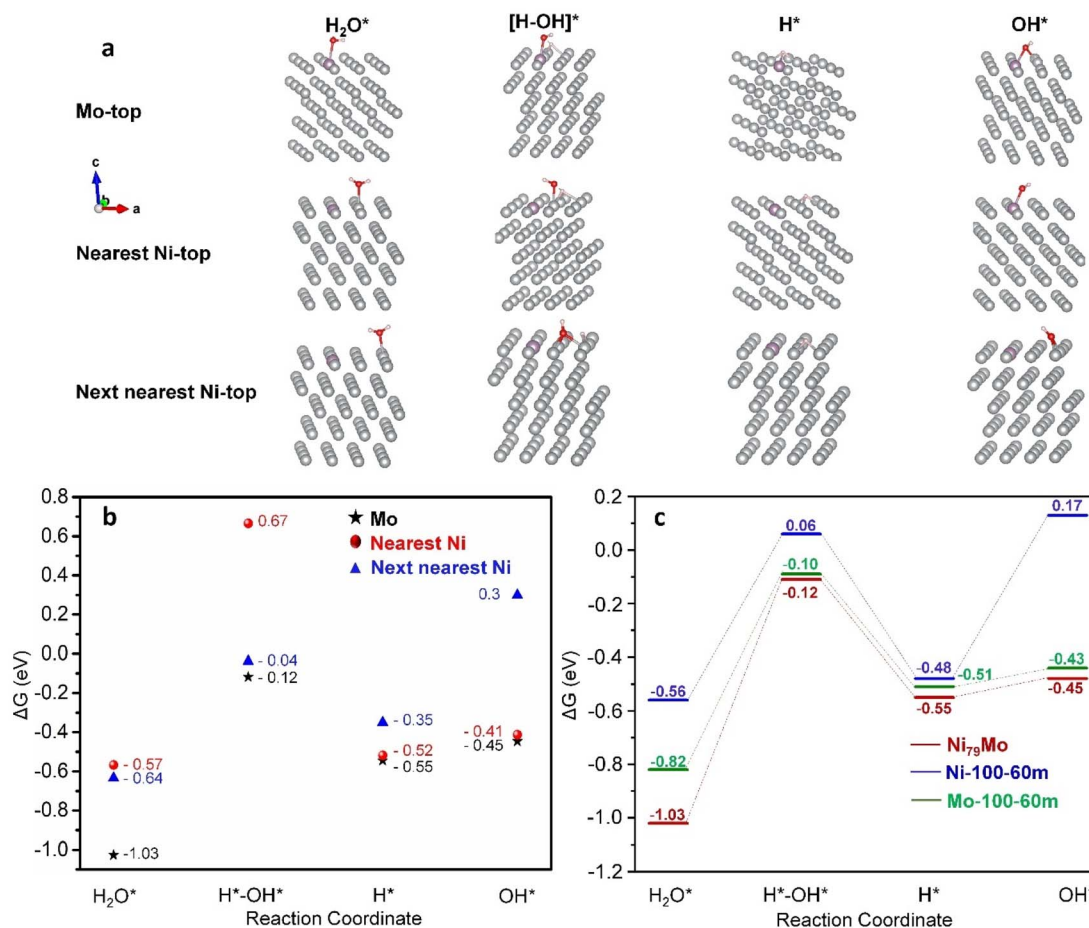 a
H₂O*
[H-OH]*
H*
OH*
Mo-top
c
b
a
Nearest Ni-top
Next nearest Ni-top
b
0.8
0.6
0.4
0.2
0.0
-0.2
-0.4
-0.6
-0.8
-1.0
ΔG (eV)
Mo
Nearest Ni
Next nearest Ni
- 0.57
- 0.64
-1.03
0.67
- 0.04
- 0.12
- 0.35
- 0.52
- 0.55
0.3
- 0.41
- 0.45
H₂O*
H*-OH*
H*
OH*
Reaction Coordinate
c
0.2
0.0
-0.2
-0.4
-0.6
-0.8
-1.0
-1.2
ΔG (eV)
-0.56
-0.82
-1.03
0.06
-0.10
-0.12
-0.48
-0.51
-0.55
0.17
-0.43
-0.45
Ni₇₉Mo
Ni-100-60m
Mo-100-60m
H₂O*
H*-OH*
H*
OH*
Reaction Coordinate